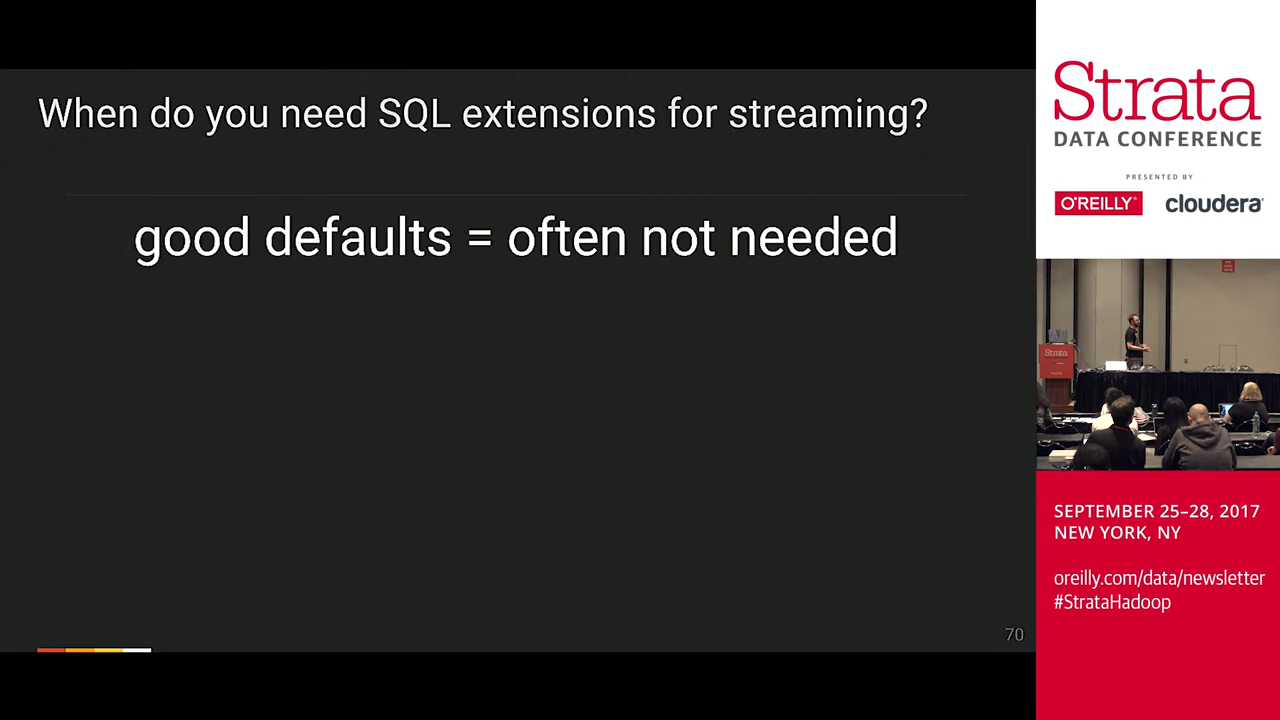 When do you need SQL extensions for streaming?
good defaults = often not needed
70
Strata
DATA CONFERENCE
PRESENTED BY
O'REILLY®
cloudera
Strata
SEPTEMBER 25–28, 2017
NEW YORK, NY
oreilly.com/data/newsletter
#StrataHadoop